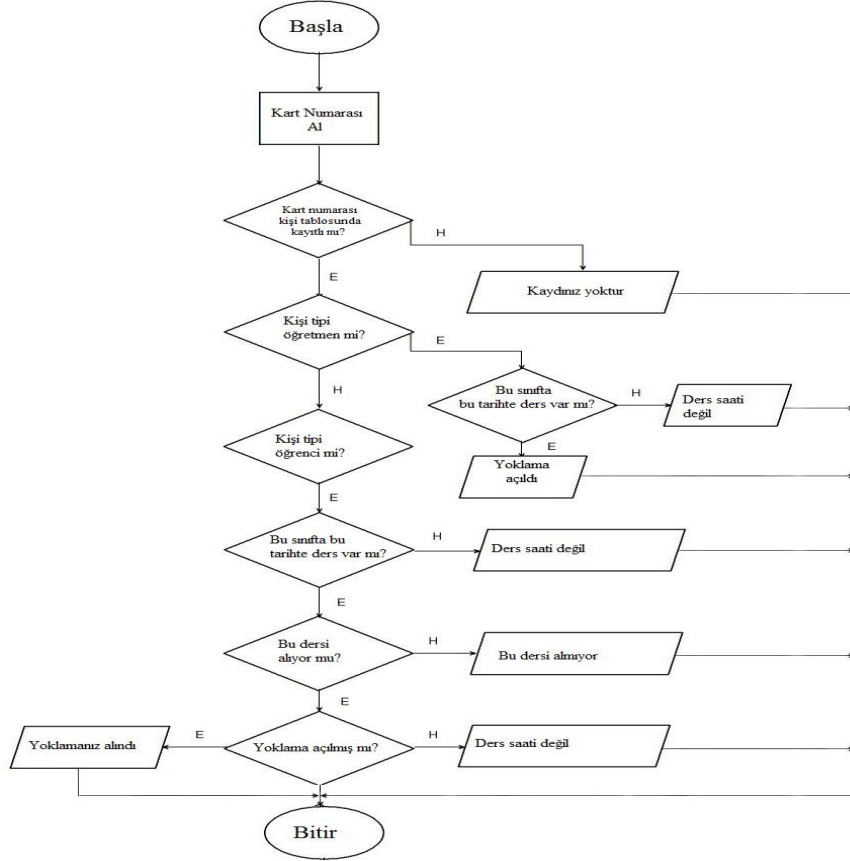 Başla
Kart Numarası
Al
Kart numarası
kişi tablosunda
kayıtlı mı?
H
E
Kaydınız yoktur
Kişi tipi
öğretmen mi?
E
H
Bu sınıfta
bu tarihte ders var mı?
H
Ders saati
değil
E
Yoklama
açıldı
Kişi tipi
öğrenci mi?
E
Bu sınıfta bu
tarihte ders var mı?
H
Ders saati değil
E
Bu dersi
alıyor mu?
H
Bu dersi almıyor
E
Yoklama açılmış mı?
E
Yoklamanız alındı
H
Ders saati değil
Bitir